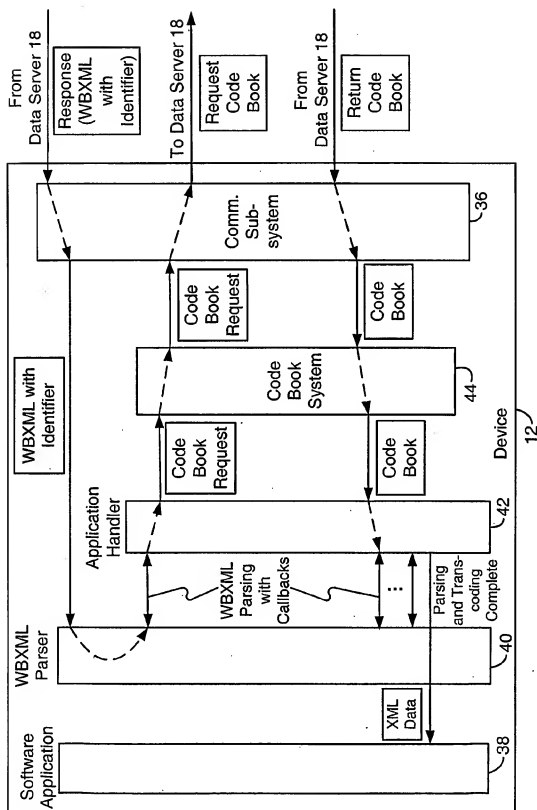 From
Data Server 18
Response
(WBXML
with
Identifier)
To Data Server 18
Request
Code
Book
From
Data Server 18
Return
Code
Book
Comm.
Sub-
system
36
WBXML with
Identifier
Code
Book
Request
Code
Book
Code
Book
System
44
Code
Book
Request
Code
Book
Device
12
Application
Handler
42
WBXML
Parsing
with
Callbacks
...
Parsing
and Trans-
coding
Complete
WBXML
Parser
40
XML
Data
Software
Application
38